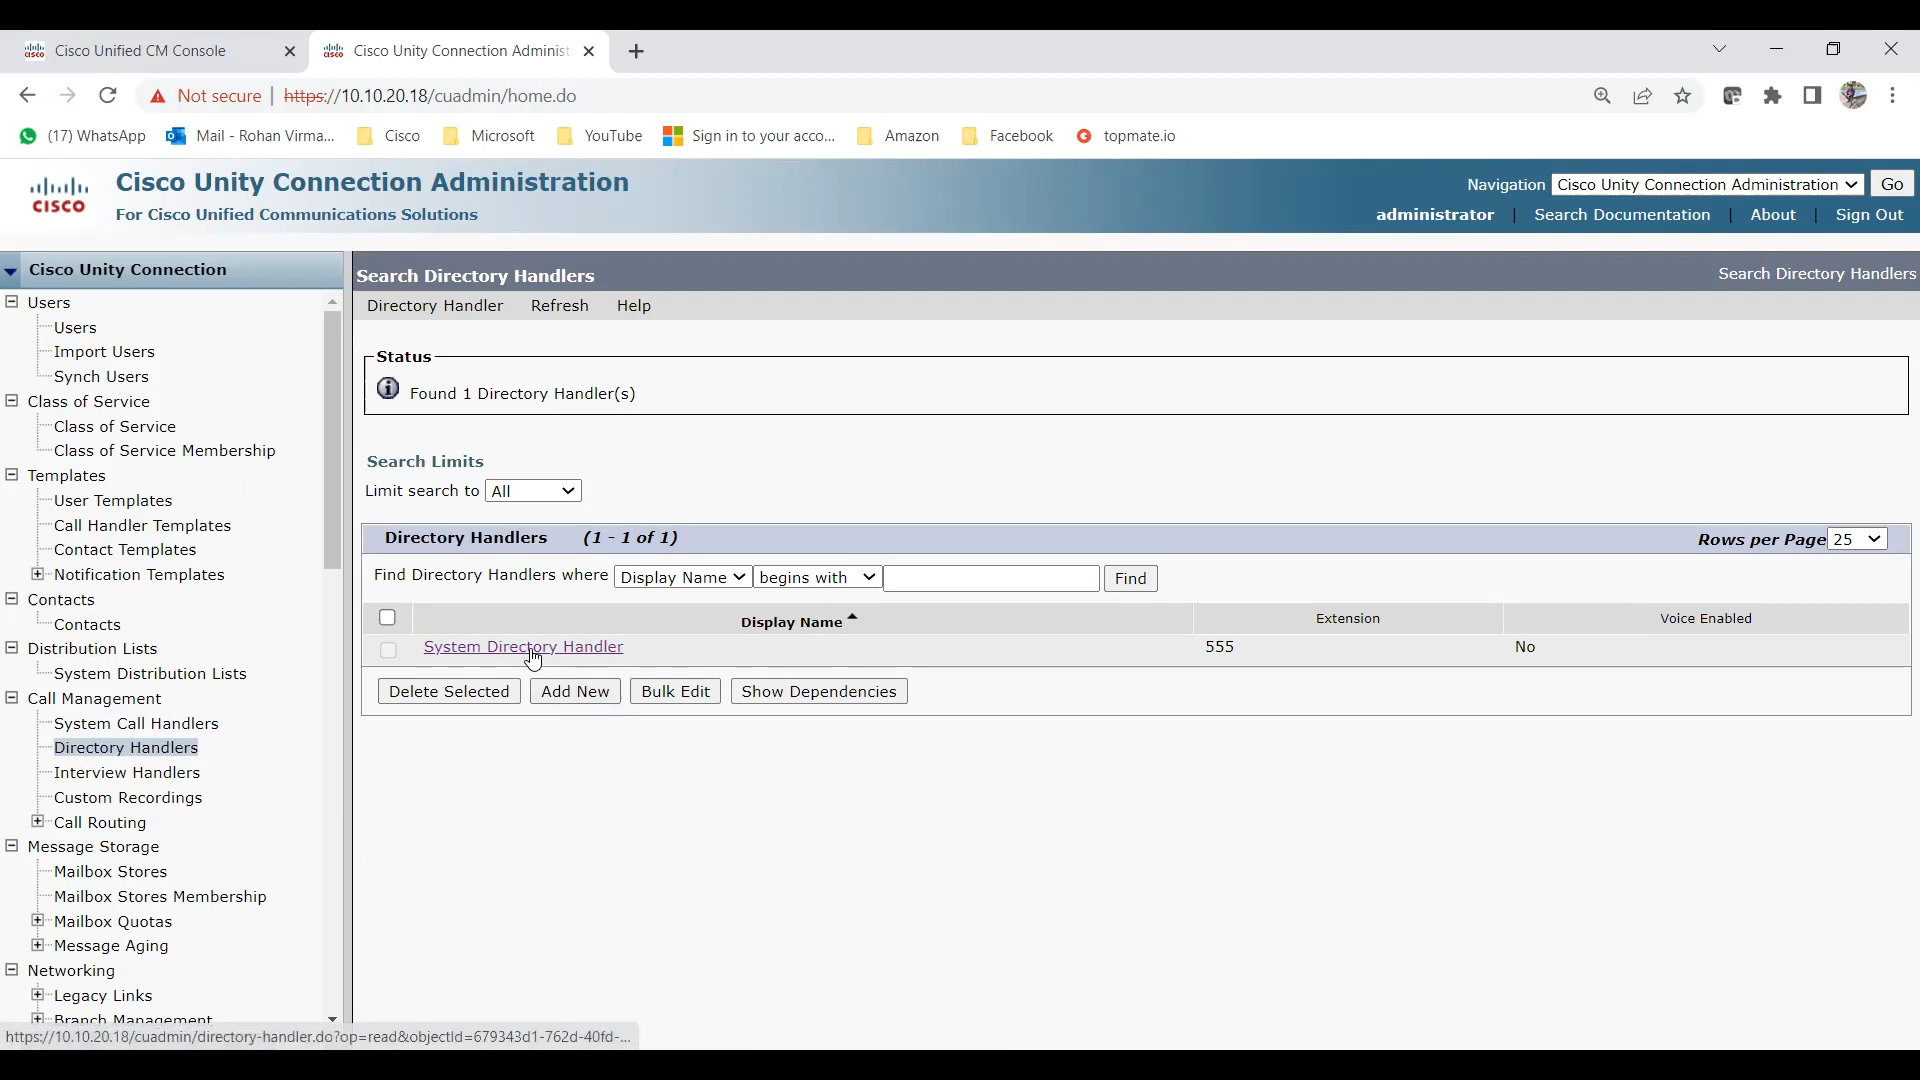 Cisco Unified CM Console
Cisco Unity Connection Administ
Not secure | https://10.10.20.18/cuadmin/home.do
(17) WhatsApp Mail - Rohan Virma... Cisco Microsoft YouTube Sign in to your acco... Amazon Facebook topmate.io
CISCO
Cisco Unity Connection Administration
For Cisco Unified Communications Solutions
Navigation Cisco Unity Connection Administration Go
administrator | Search Documentation | About | Sign Out
Cisco Unity Connection
Users
Users
Import Users
Synch Users
Class of Service
Class of Service
Class of Service Membership
Templates
User Templates
Call Handler Templates
Contact Templates
Notification Templates
Contacts
Contacts
Distribution Lists
System Distribution Lists
Call Management
System Call Handlers
Directory Handlers
Interview Handlers
Custom Recordings
Call Routing
Message Storage
Mailbox Stores
Mailbox Stores Membership
Mailbox Quotas
Message Aging
Networking
Legacy Links
Branch Management
Search Directory Handlers Search Directory Handlers
Directory Handler Refresh Help
Status
Found 1 Directory Handler(s)
Search Limits
Limit search to All
Directory Handlers (1 - 1 of 1) Rows per Page 25
Find Directory Handlers where Display Name begins with Find
Display Name Extension Voice Enabled
System Directory Handler 555 No
Delete Selected Add New Bulk Edit Show Dependencies
https://10.10.20.18/cuadmin/directory-handler.do?op=read&objectId=679343d1-762d-40fd-...